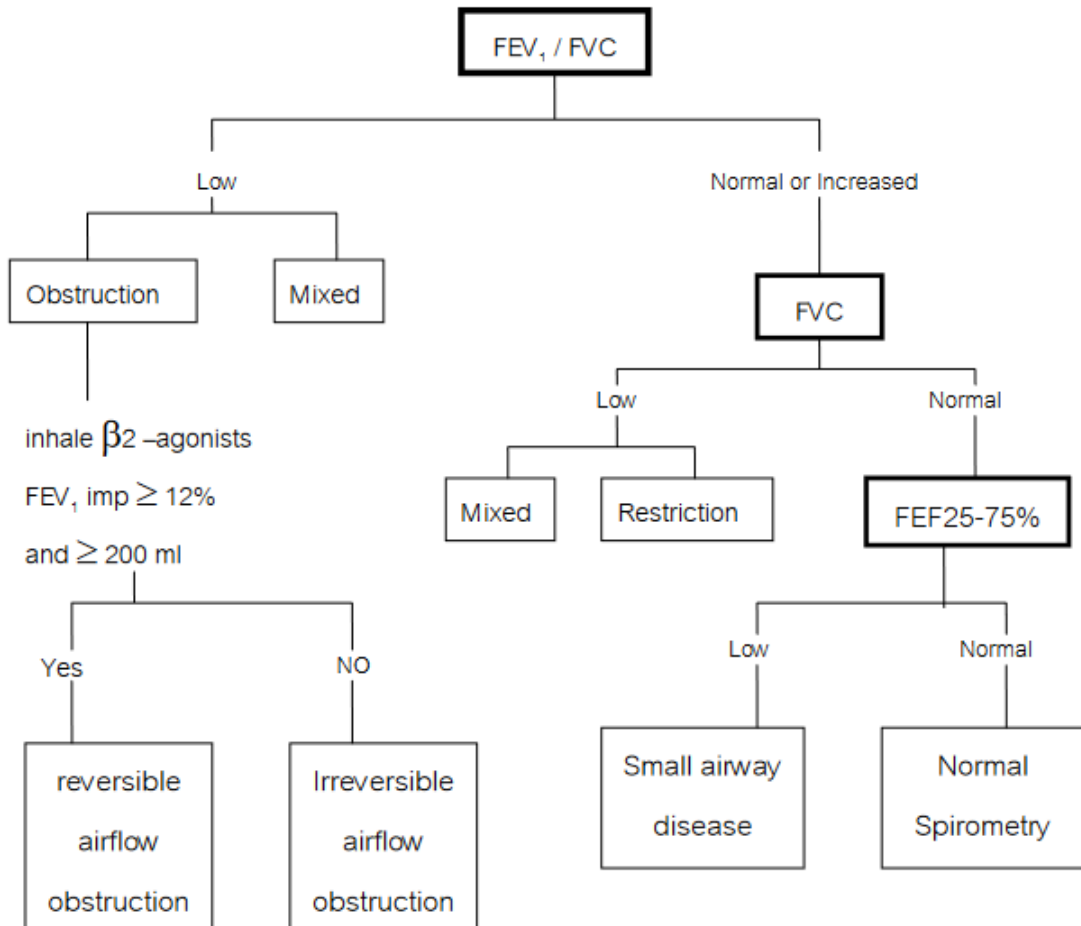 FEV₁ / FVC
Low
Normal or Increased
Obstruction
Mixed
FVC
Low
Normal
inhale β2 –agonists
FEV₁ imp ≥ 12%
and ≥ 200 ml
Mixed
Restriction
FEF25-75%
Yes
NO
Low
Normal
reversible
airflow
obstruction
Irreversible
airflow
obstruction
Small airway
disease
Normal
Spirometry